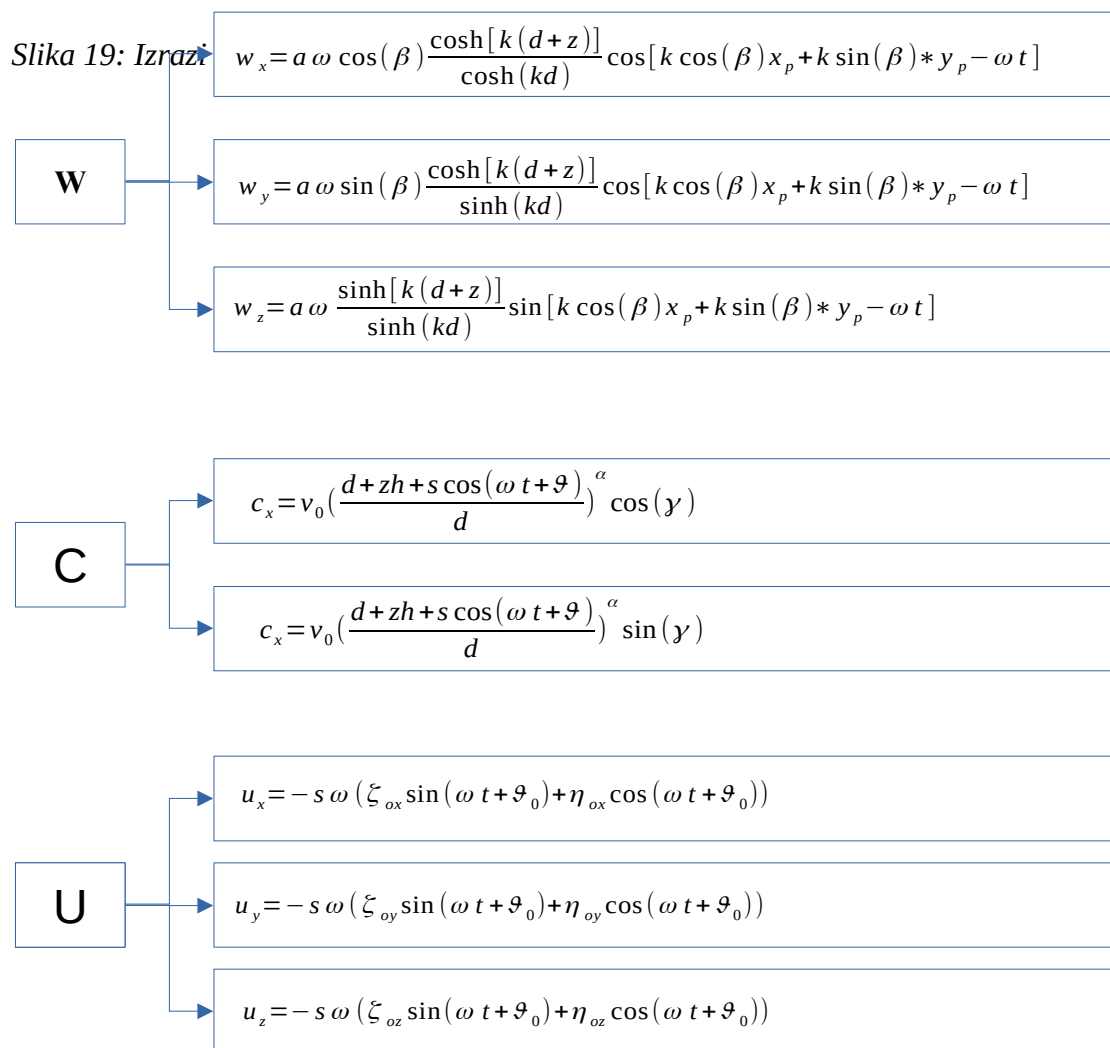 Slika 19: Izrazi
w_x = a ω cos(β) cosh[k(d+z)] / cosh(kd) cos[k cos(β) x_p + k sin(β) * y_p − ω t]
W
w_y = a ω sin(β) cosh[k(d+z)] / sinh(kd) cos[k cos(β) x_p + k sin(β) * y_p − ω t]
w_z = a ω sinh[k(d+z)] / sinh(kd) sin[k cos(β) x_p + k sin(β) * y_p − ω t]
c_x = v_0 ( (d + zh + s cos(ω t + ϑ)) / d )^α cos(γ)
C
c_x = v_0 ( (d + zh + s cos(ω t + ϑ)) / d )^α sin(γ)
u_x = −s ω (ζ_ox sin(ω t + ϑ_0) + η_ox cos(ω t + ϑ_0))
U
u_y = −s ω (ζ_oy sin(ω t + ϑ_0) + η_oy cos(ω t + ϑ_0))
u_z = −s ω (ζ_oz sin(ω t + ϑ_0) + η_oz cos(ω t + ϑ_0))